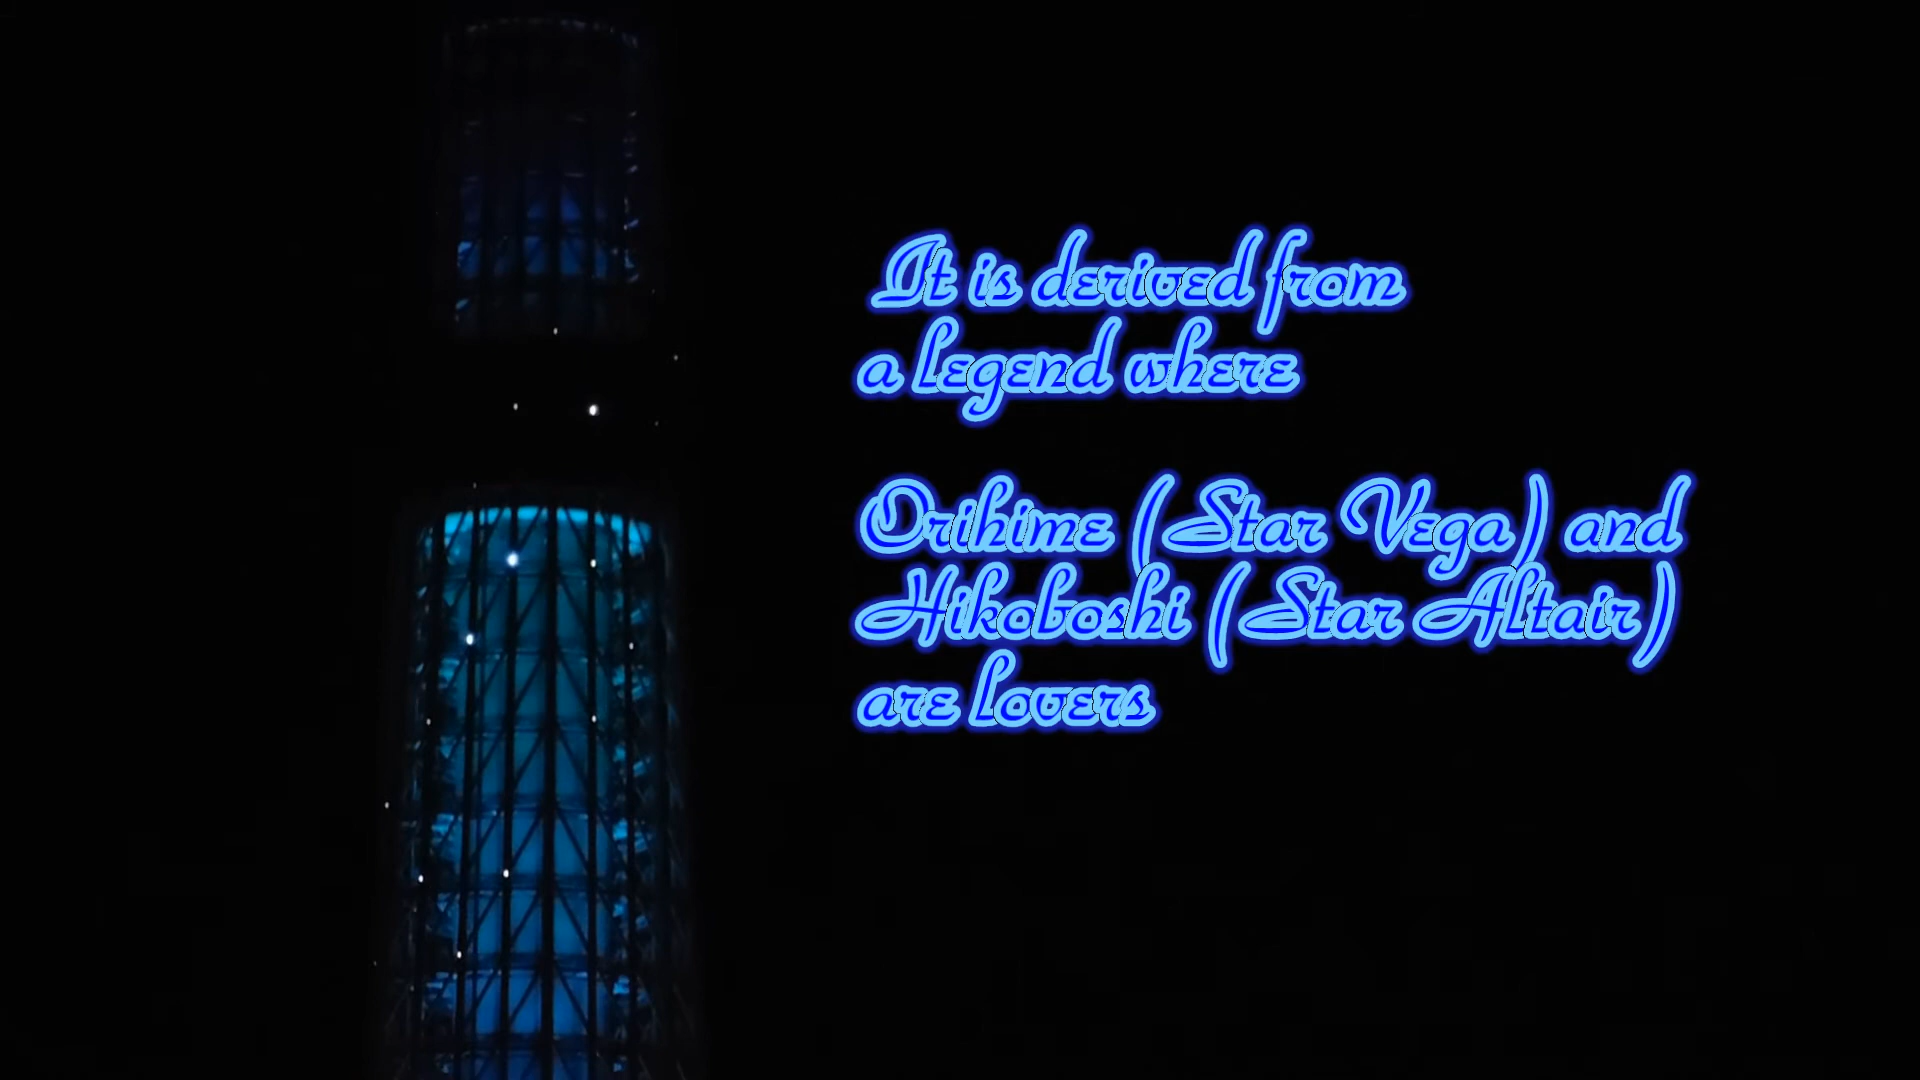 It is derived from
a legend where
Orihime (Star Vega) and
Hikoboshi (Star Altair)
are lovers